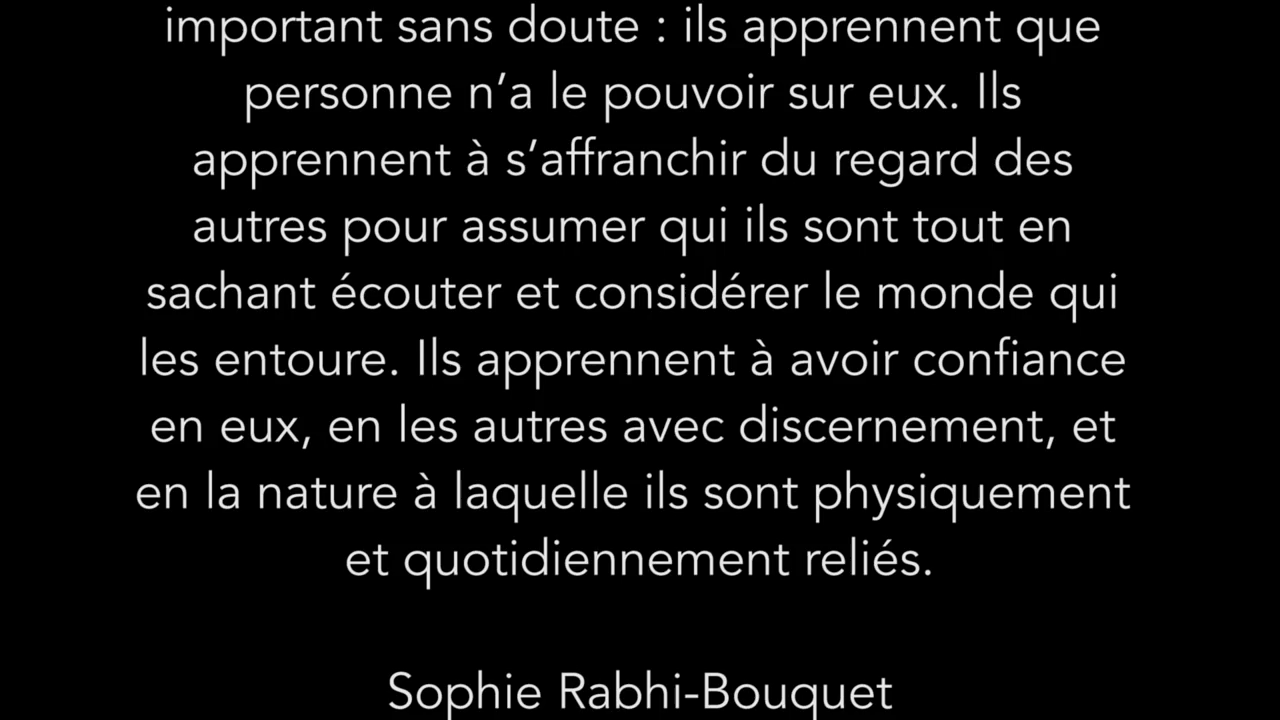 important sans doute : ils apprennent que
personne n’a le pouvoir sur eux. Ils
apprennent à s’affranchir du regard des
autres pour assumer qui ils sont tout en
sachant écouter et considérer le monde qui
les entoure. Ils apprennent à avoir confiance
en eux, en les autres avec discernement, et
en la nature à laquelle ils sont physiquement
et quotidiennement reliés.
Sophie Rabhi-Bouquet